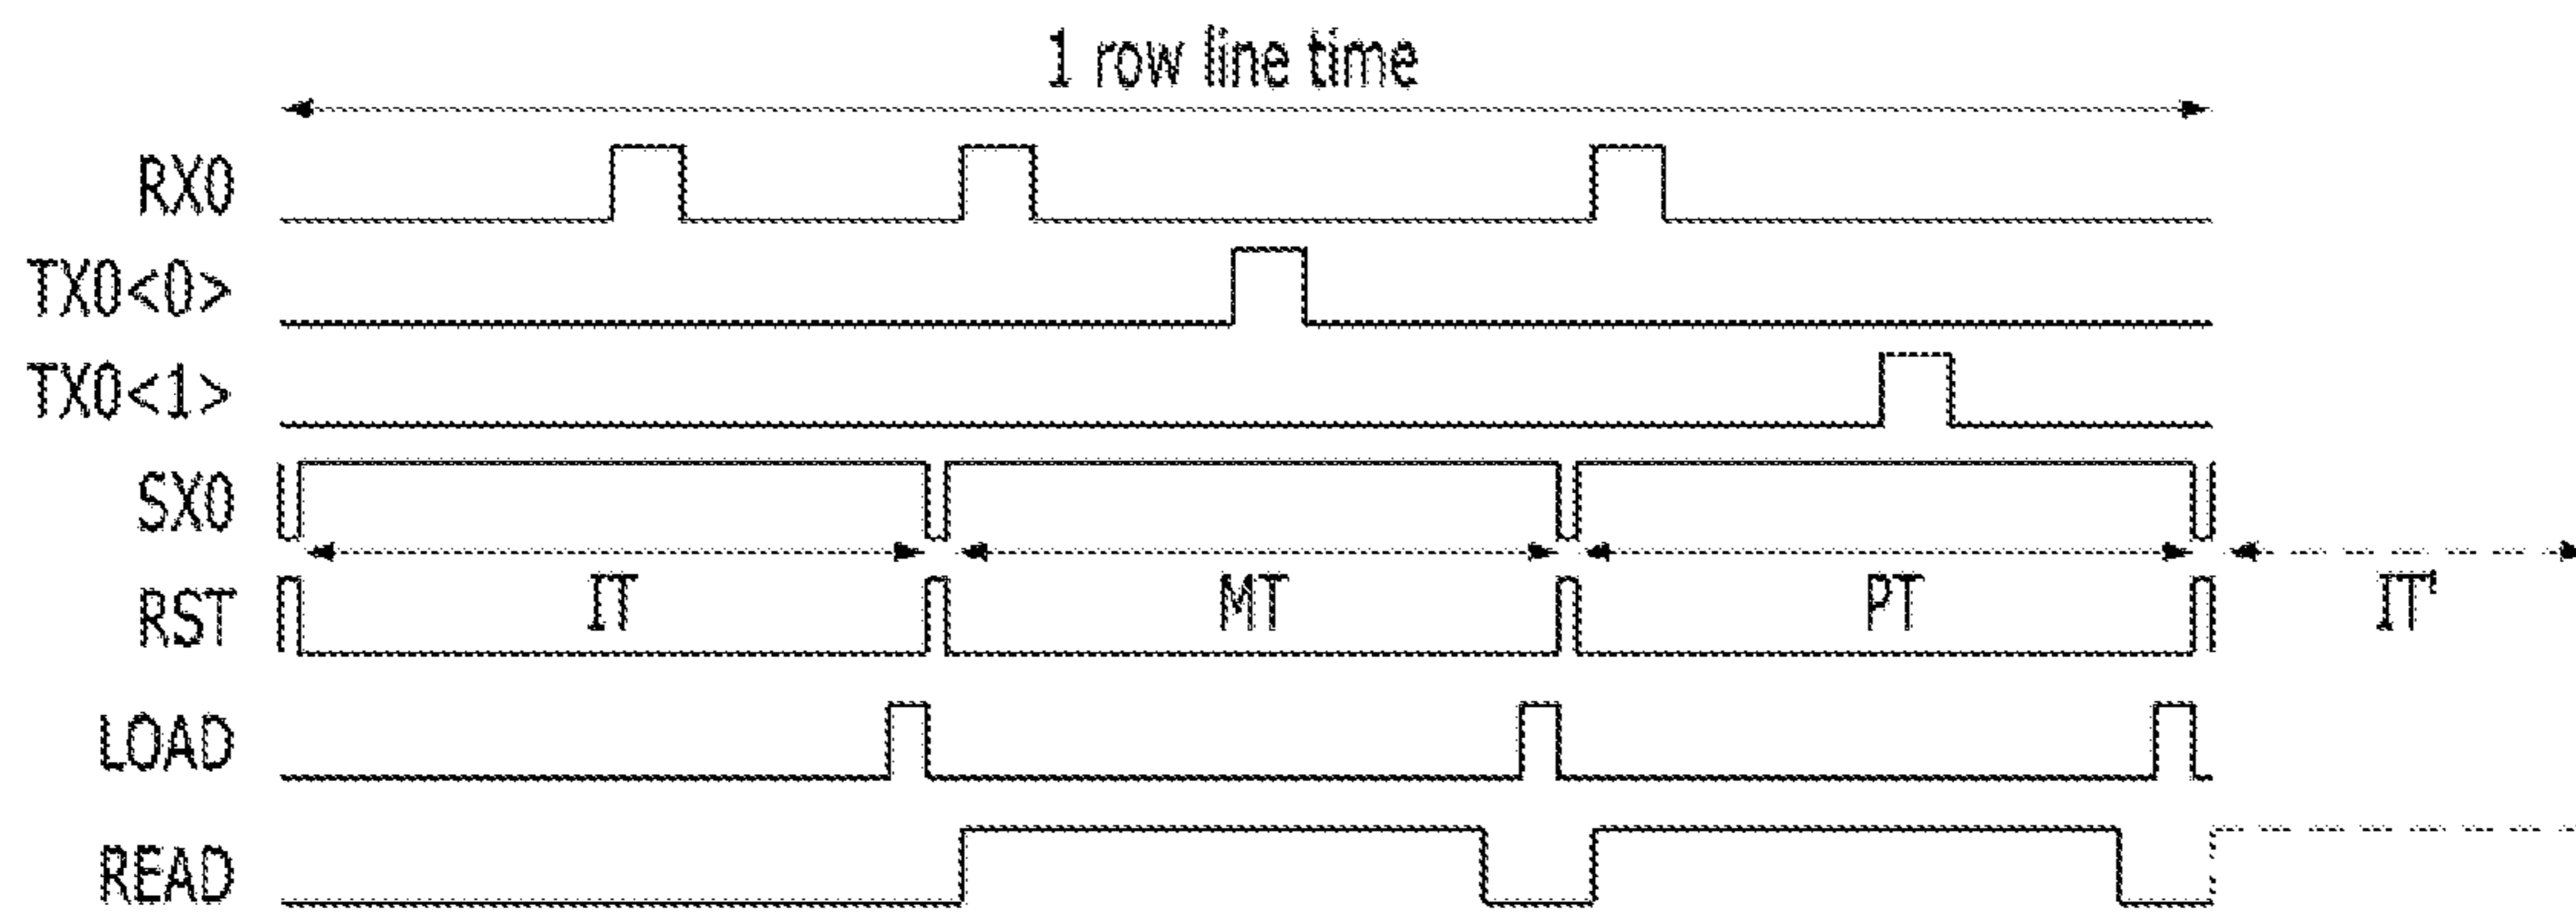 1 row line time
RX0
TX0<0>
TX0<1>
SX0
IT MT PT IT'
RST
LOAD
READ